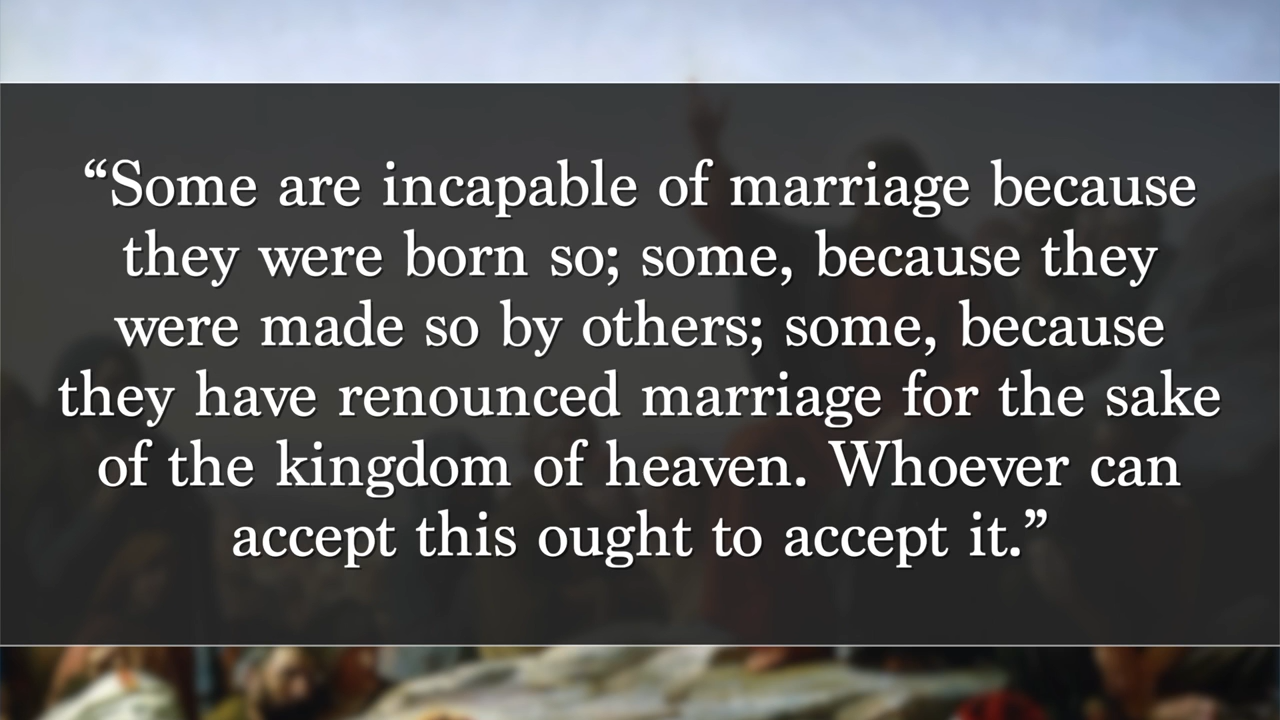 “Some are incapable of marriage because
they were born so; some, because they
were made so by others; some, because
they have renounced marriage for the sake
of the kingdom of heaven. Whoever can
accept this ought to accept it.”